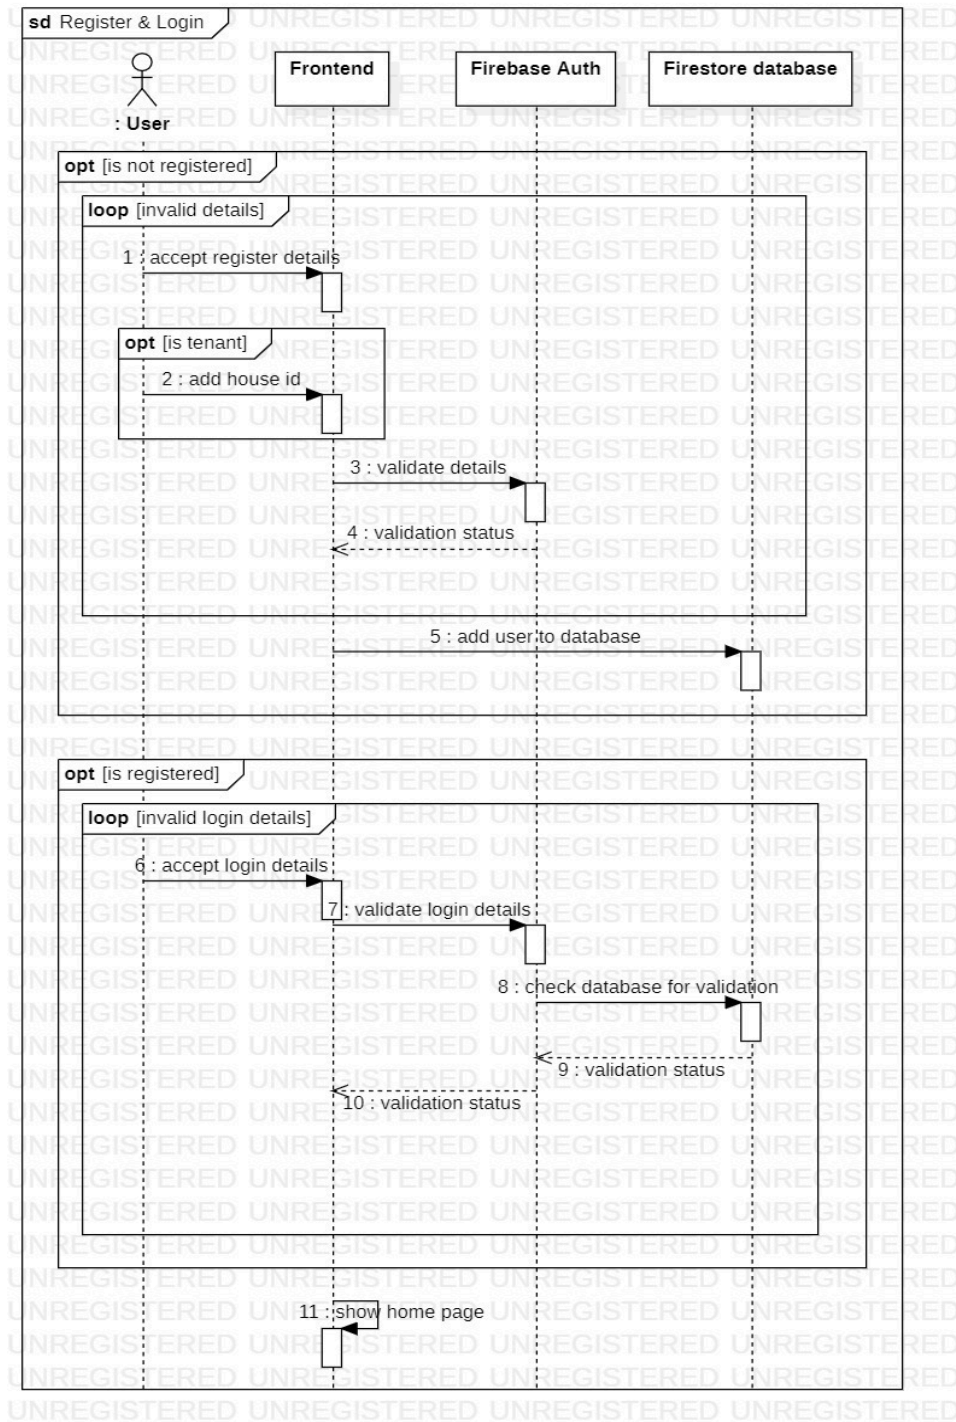 sd Register & Login
: User
Frontend
Firebase Auth
Firestore database
opt [is not registered]
loop [invalid details]
1 : accept register details
opt [is tenant]
2 : add house id
3 : validate details
4 : validation status
5 : add user to database
opt [is registered]
loop [invalid login details]
6 : accept login details
7 : validate login details
8 : check database for validation
9 : validation status
10 : validation status
11 : show home page
UNREGISTERED